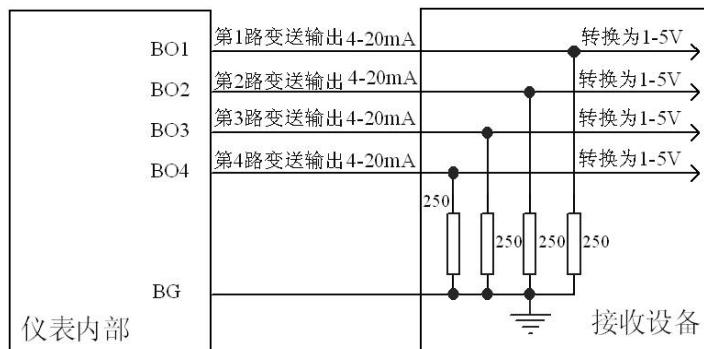 BO1 第1路变送输出4-20mA 转换为1-5V
BO2 第2路变送输出4-20mA 转换为1-5V
BO3 第3路变送输出4-20mA 转换为1-5V
BO4 第4路变送输出4-20mA 转换为1-5V
250
250 250 250
BG
仪表内部 接收设备